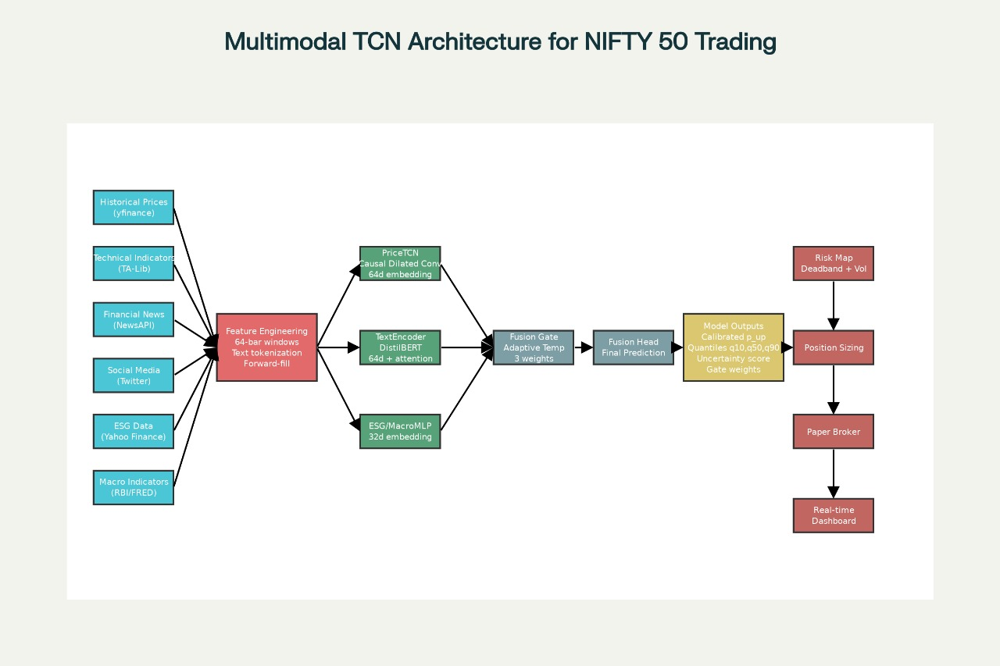 Multimodal TCN Architecture for NIFTY 50 Trading
Historical Prices
(yfinance)
Technical Indicators
(TA-Lib)
Financial News
(NewsAPI)
Social Media
(Twitter)
ESG Data
(Yahoo Finance)
Macro Indicators
(RBI/FRED)
Feature Engineering
64-bar windows
Text tokenization
Forward-fill
PriceTCN
Causal Dilated Conv
64d embedding
TextEncoder
DistilBERT
64d + attention
ESG/MacroMLP
32d embedding
Fusion Gate
Adaptive Temp
3 weights
Fusion Head
Final Prediction
Model Outputs
Calibrated p_up
Quantiles q10,q50,q90
Uncertainty score
Gate weights
Risk Map
Deadband + Vol
Position Sizing
Paper Broker
Real-time
Dashboard